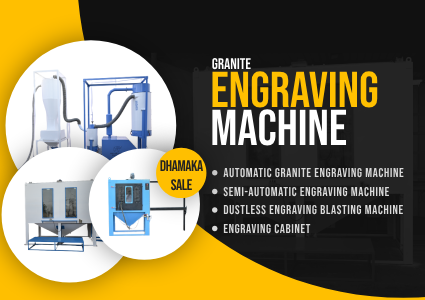 GRANITE
ENGRAVING
MACHINE
DHAMAKA
SALE
AUTOMATIC GRANITE ENGRAVING MACHINE
SEMI-AUTOMATIC ENGRAVING MACHINE
DUSTLESS ENGRAVING BLASTING MACHINE
ENGRAVING CABINET